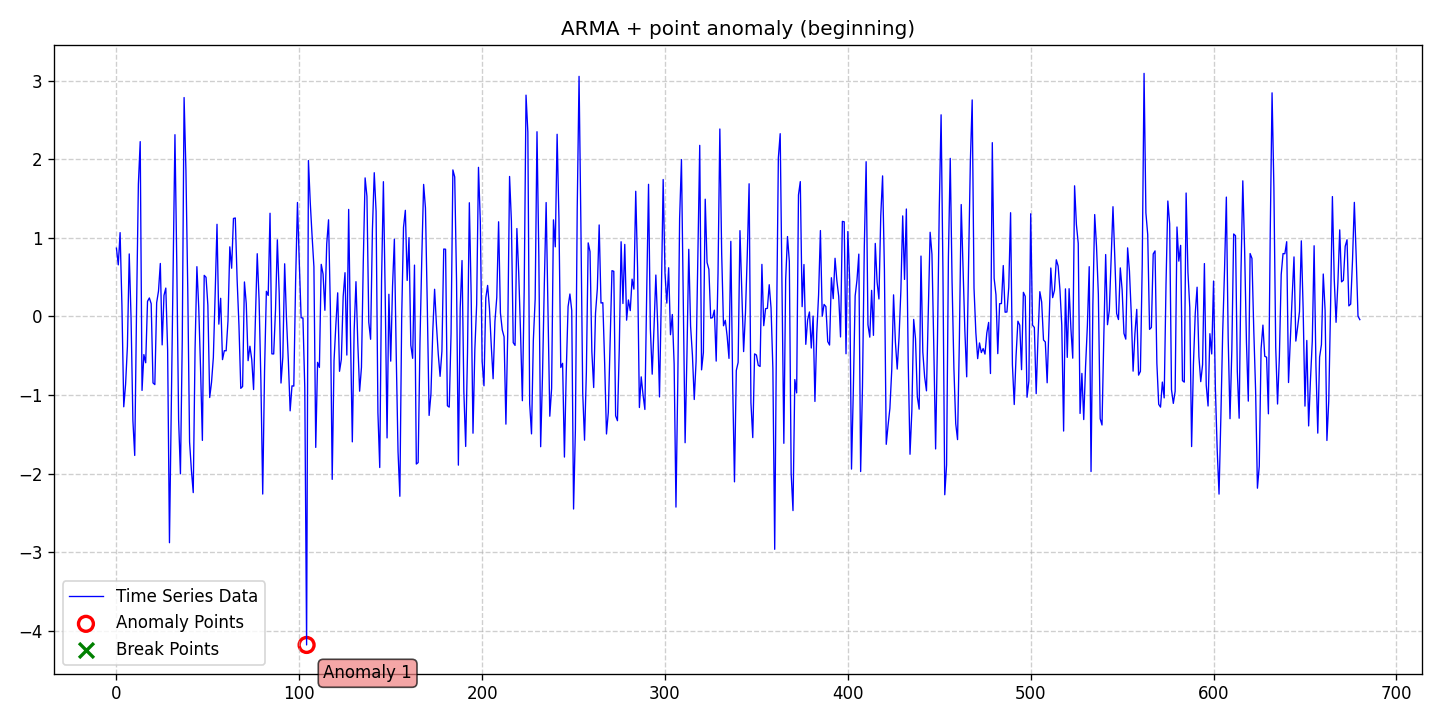 ARMA + point anomaly (beginning)
3
2
1
0
−1
−2
−3
−4
Time Series Data
Anomaly Points
Break Points
Anomaly 1
0 100 200 300 400 500 600 700